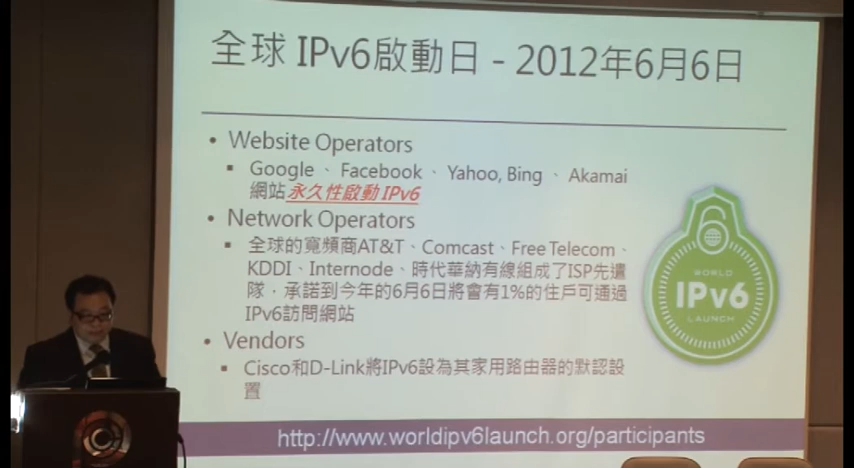 全球 IPv6啟動日 - 2012年6月6日
• Website Operators
▪ Google、Facebook、Yahoo, Bing、Akamai
網站永久性啟動 IPv6
• Network Operators
▪ 全球的寬頻商AT&T、Comcast、Free Telecom、
KDDI、Internode、時代華納有線組成了ISP先遣
隊，承諾到今年的6月6日將會有1%的住戶可通過
IPv6訪問網站
• Vendors
▪ Cisco和D-Link將IPv6設為其家用路由器的默認設
置
WORLD
IPv6
LAUNCH
http://www.worldipv6launch.org/participants